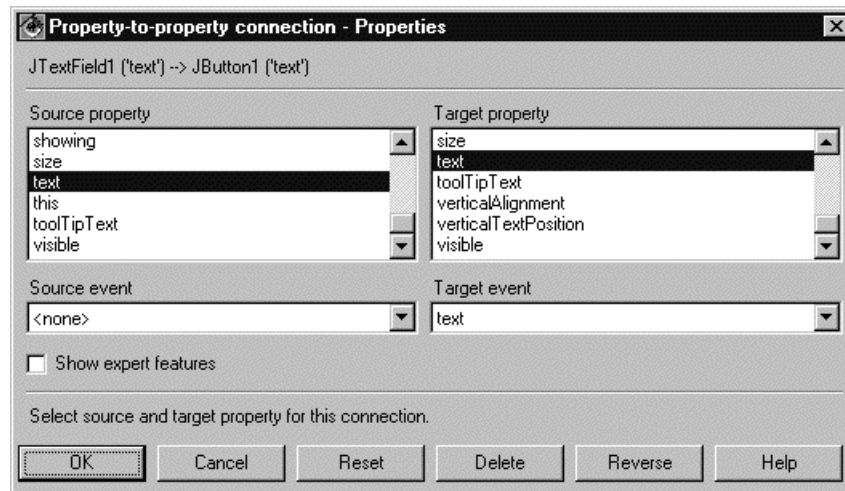 Property-to-property connection - Properties
JTextField1 ('text') --> JButton1 ('text')
Source property
showing
size
text
this
toolTipText
visible
Target property
size
text
toolTipText
verticalAlignment
verticalTextPosition
visible
Source event
<none>
Target event
text
Show expert features
Select source and target property for this connection.
OK Cancel Reset Delete Reverse Help